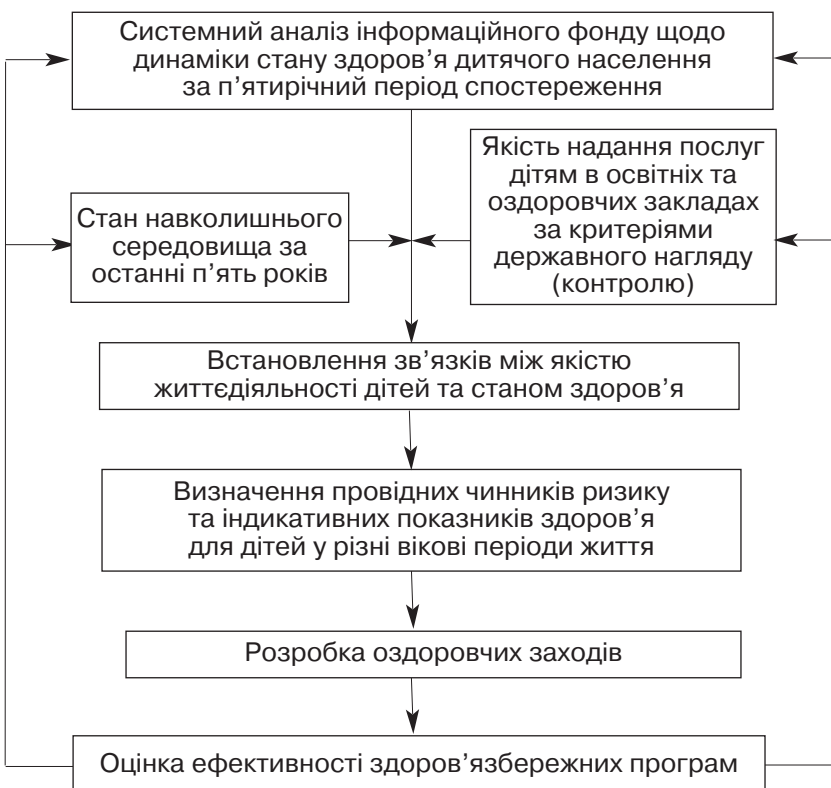 Системний аналіз інформаційного фонду щодо
динаміки стану здоров’я дитячого населення
за п’ятирічний період спостереження
Стан навколишнього
середовища за
останні п’ять років
Якість надання послуг
дітям в освітніх та
оздоровчих закладах
за критеріями
державного нагляду
(контролю)
Встановлення зв’язків між якістю
життєдіяльності дітей та станом здоров’я
Визначення провідних чинників ризику
та індикативних показників здоров’я
для дітей у різні вікові періоди життя
Розробка оздоровчих заходів
Оцінка ефективності здоров’язбережних програм